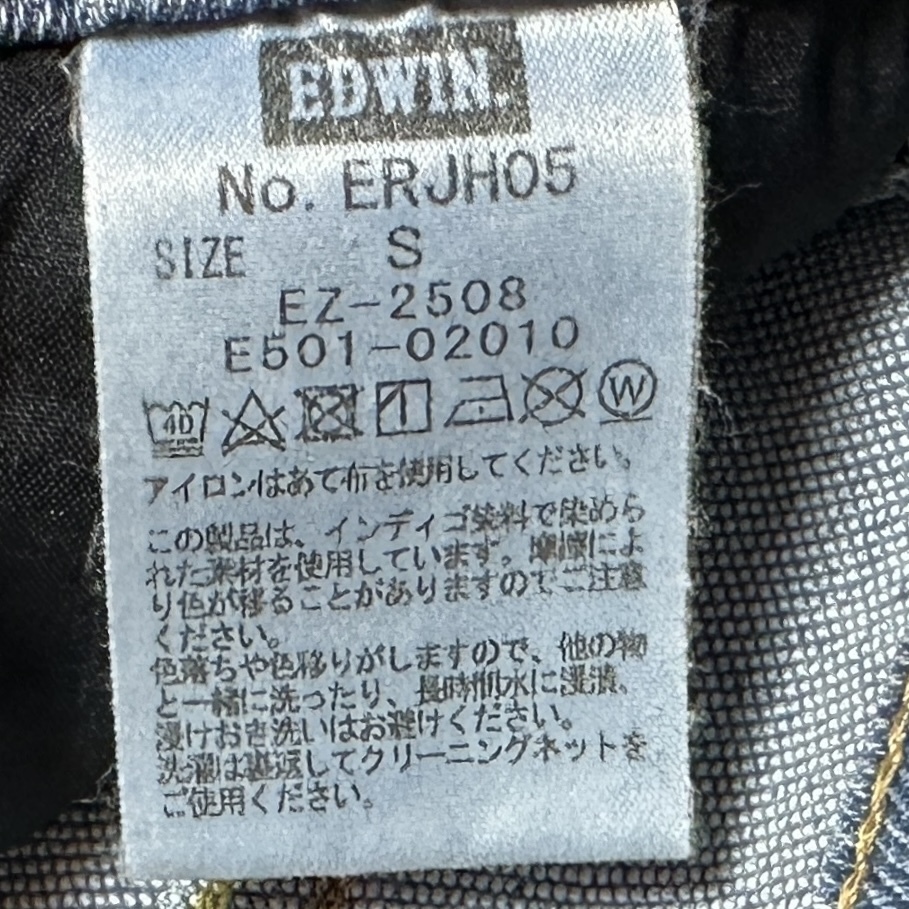 EDWIN.
No. ERJH05
SIZE S
EZ-2508
E501-02010
40
W
アイロンはあて布を使用してください。
この製品は、インディゴ染料で染めら
れた素材を使用しています。摩擦によ
り色が移ることがありますのでご注意
ください。
色落ちや色移りがしますので、他の物
と一緒に洗ったり、長時間水に浸漬、
浸けおき洗いはお避けください。
洗濯は裏返してクリーニングネットを
ご使用ください。